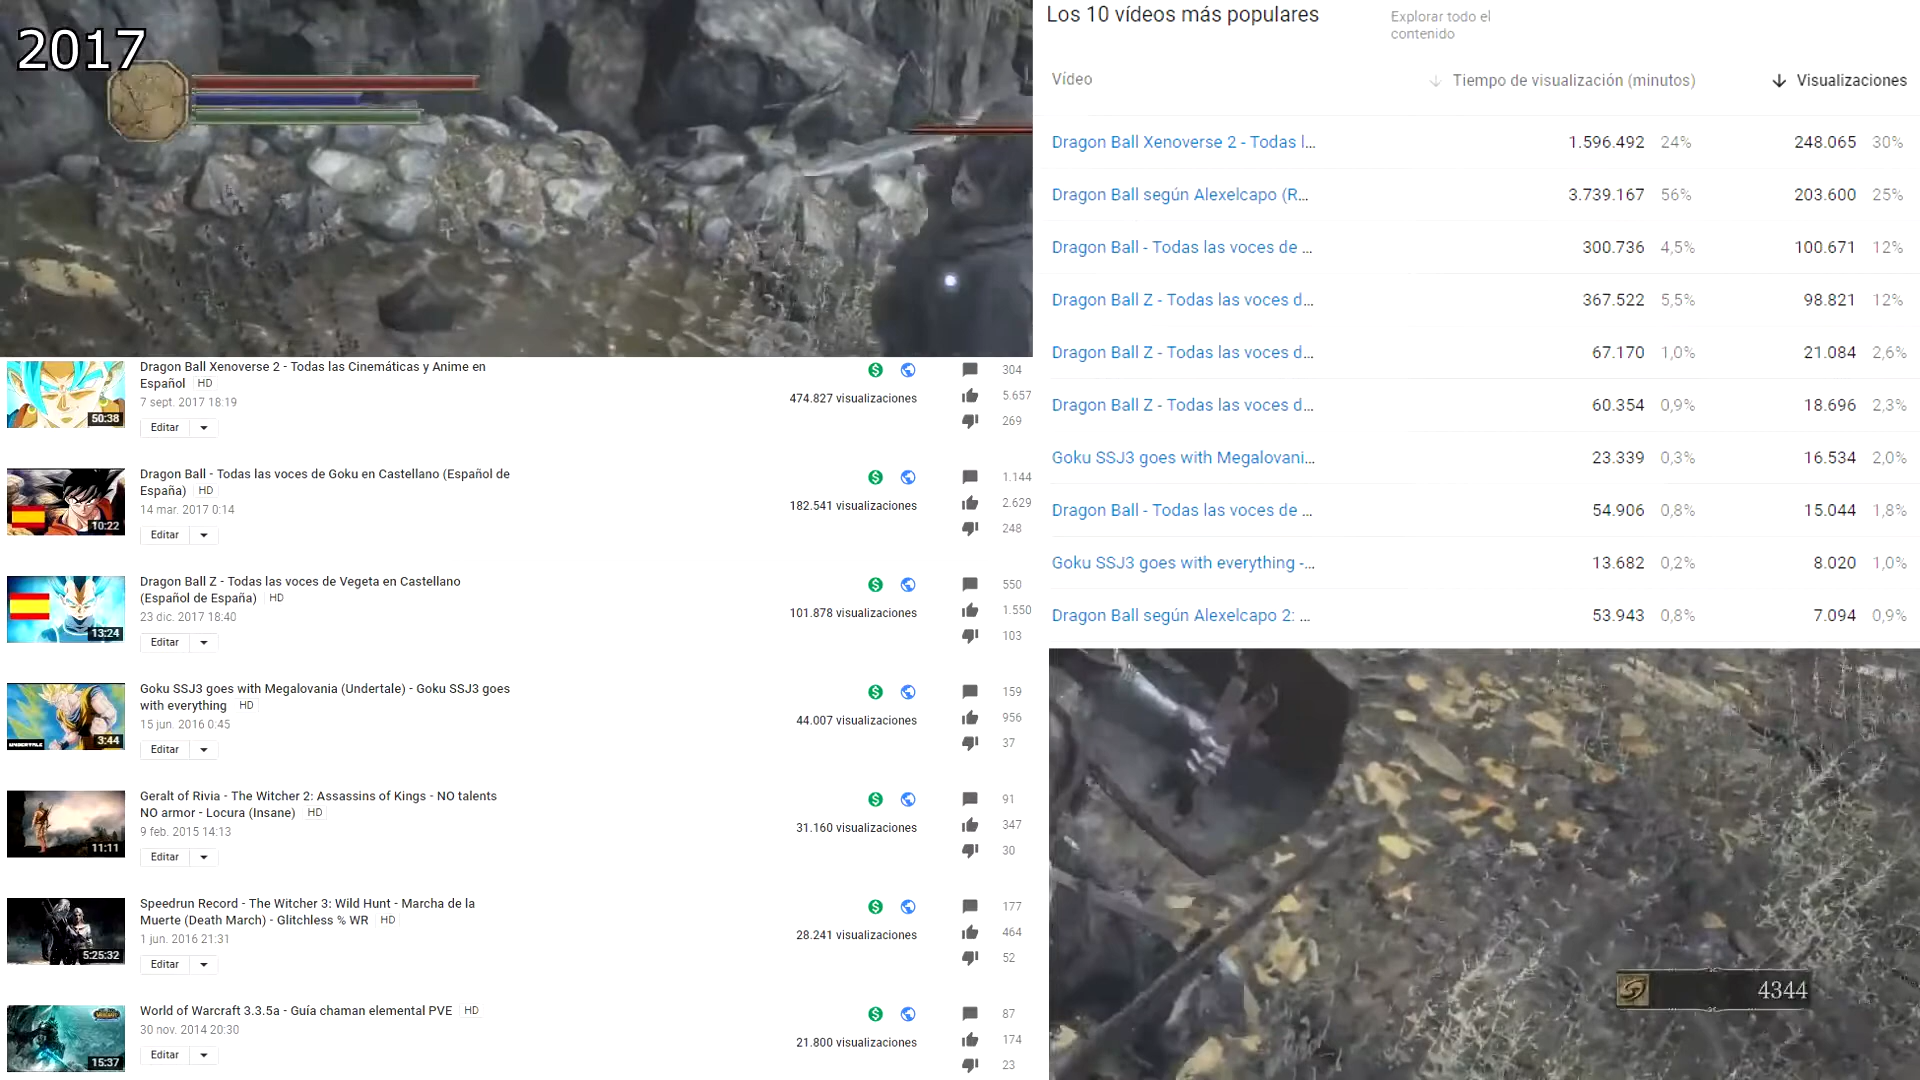 2017
Dragon Ball Xenoverse 2 - Todas las Cinemáticas y Anime en
Español HD
7 sept. 2017 18:19
Editar
50:38
474.827 visualizaciones
304
5.657
269
Dragon Ball - Todas las voces de Goku en Castellano (Español de
España) HD
14 mar. 2017 0:14
Editar
10:22
182.541 visualizaciones
1.144
2.629
248
Dragon Ball Z - Todas las voces de Vegeta en Castellano
(Español de España) HD
23 dic. 2017 18:40
Editar
13:24
101.878 visualizaciones
550
1.550
103
Goku SSJ3 goes with Megalovania (Undertale) - Goku SSJ3 goes
with everything HD
15 jun. 2016 0:45
Editar
UNDERTALE
3:44
44.007 visualizaciones
159
956
37
Geralt of Rivia - The Witcher 2: Assassins of Kings - NO talents
NO armor - Locura (Insane) HD
9 feb. 2015 14:13
Editar
11:11
31.160 visualizaciones
91
347
30
Speedrun Record - The Witcher 3: Wild Hunt - Marcha de la
Muerte (Death March) - Glitchless % WR HD
1 jun. 2016 21:31
Editar
5:25:32
28.241 visualizaciones
177
464
52
World of Warcraft 3.3.5a - Guía chaman elemental PVE HD
30 nov. 2014 20:30
Editar
15:37
21.800 visualizaciones
87
174
23
Los 10 vídeos más populares
Explorar todo el
contenido
Vídeo Tiempo de visualización (minutos) Visualizaciones
Dragon Ball Xenoverse 2 - Todas l... 1.596.492 24% 248.065 30%
Dragon Ball según Alexelcapo (R... 3.739.167 56% 203.600 25%
Dragon Ball - Todas las voces de ... 300.736 4,5% 100.671 12%
Dragon Ball Z - Todas las voces d... 367.522 5,5% 98.821 12%
Dragon Ball Z - Todas las voces d... 67.170 1,0% 21.084 2,6%
Dragon Ball Z - Todas las voces d... 60.354 0,9% 18.696 2,3%
Goku SSJ3 goes with Megalovani... 23.339 0,3% 16.534 2,0%
Dragon Ball - Todas las voces de ... 54.906 0,8% 15.044 1,8%
Goku SSJ3 goes with everything -... 13.682 0,2% 8.020 1,0%
Dragon Ball según Alexelcapo 2: ... 53.943 0,8% 7.094 0,9%
4344